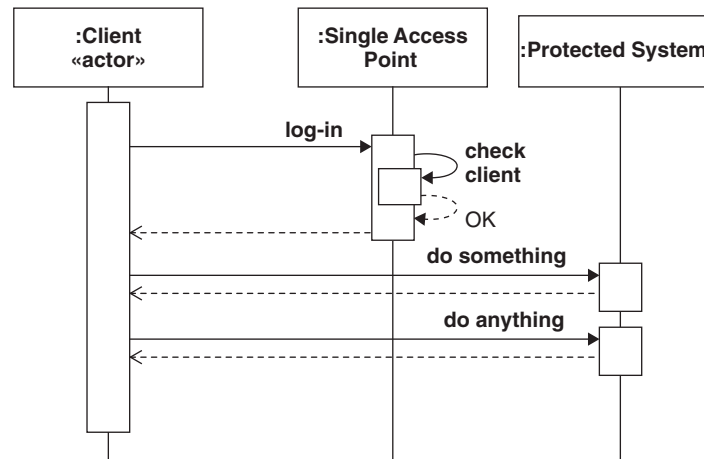 :Client
«actor»
:Single Access
Point
:Protected System
log-in
check
client
OK
do something
do anything